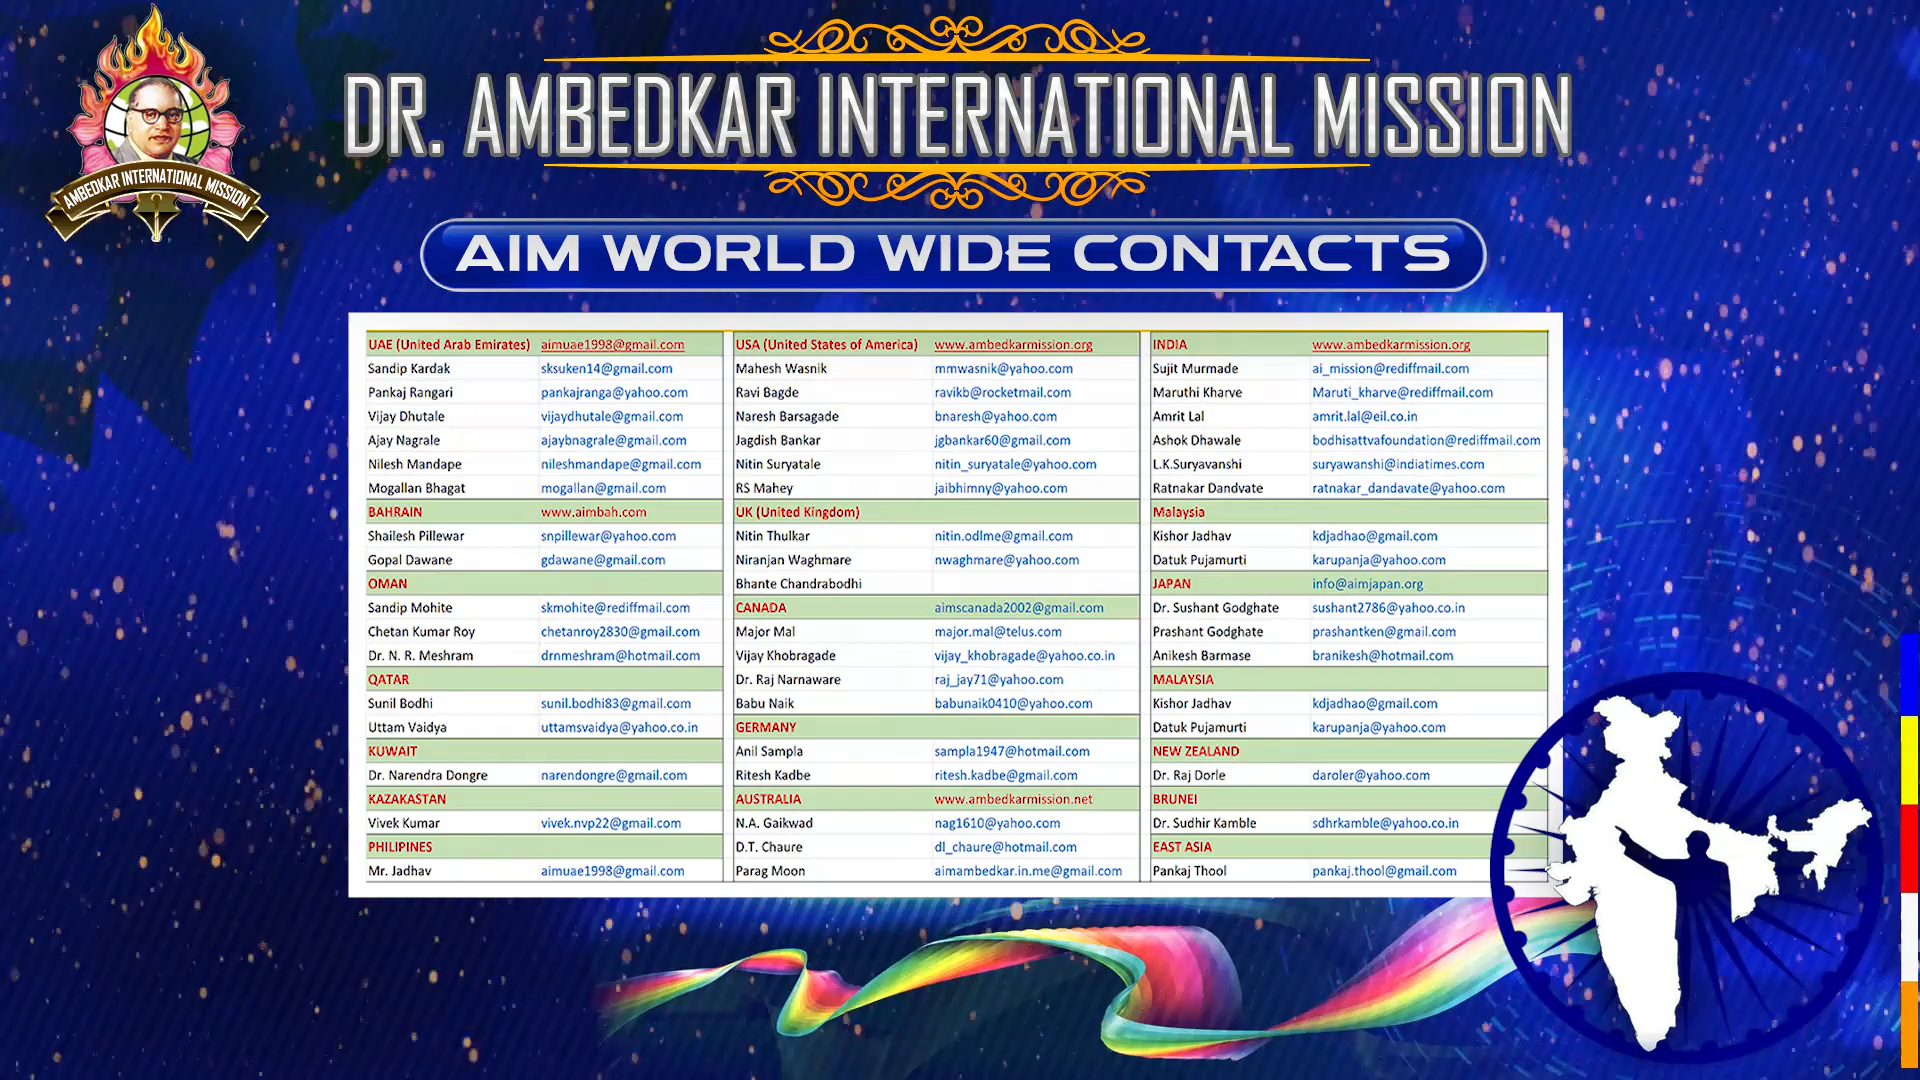 AMBEDKAR INTERNATIONAL MISSION
DR. AMBEDKAR INTERNATIONAL MISSION
AIM WORLD WIDE CONTACTS
UAE (United Arab Emirates) aimuae1998@gmail.com
Sandip Kardak sksuken14@gmail.com
Pankaj Rangari pankajranga@yahoo.com
Vijay Dhutale vijaydhutale@gmail.com
Ajay Nagrale ajaybnagrale@gmail.com
Nilesh Mandape nileshmandape@gmail.com
Mogallan Bhagat mogallan@gmail.com
BAHRAIN www.aimbah.com
Shailesh Pillewar snpillewar@yahoo.com
Gopal Dawane gdawane@gmail.com
OMAN
Sandip Mohite skmohite@rediffmail.com
Chetan Kumar Roy chetanroy2830@gmail.com
Dr. N. R. Meshram drnmeshram@hotmail.com
QATAR
Sunil Bodhi sunil.bodhi83@gmail.com
Uttam Vaidya uttamsvaidya@yahoo.co.in
KUWAIT
Dr. Narendra Dongre narendongre@gmail.com
KAZAKASTAN
Vivek Kumar vivek.nvp22@gmail.com
PHILIPINES
Mr. Jadhav aimuae1998@gmail.com
USA (United States of America) www.ambedkarmission.org
Mahesh Wasnik mmwasnik@yahoo.com
Ravi Bagde ravikb@rocketmail.com
Naresh Barsagade bnaresh@yahoo.com
Jagdish Bankar jgbankar60@gmail.com
Nitin Suryatale nitin_suryatale@yahoo.com
RS Mahey jaibhimny@yahoo.com
UK (United Kingdom)
Nitin Thulkar nitin.odlme@gmail.com
Niranjan Waghmare nwaghmare@yahoo.com
Bhante Chandrabodhi
CANADA aimscanada2002@gmail.com
Major Mal major.mal@telus.com
Vijay Khobragade vijay_khobragade@yahoo.co.in
Dr. Raj Narnaware raj_jay71@yahoo.com
Babu Naik babunaik0410@yahoo.com
GERMANY
Anil Sampla sampla1947@hotmail.com
Ritesh Kadbe ritesh.kadbe@gmail.com
AUSTRALIA www.ambedkarmission.net
N.A. Gaikwad nag1610@yahoo.com
D.T. Chaure dl_chaure@hotmail.com
Parag Moon aimambedkar.in.me@gmail.com
INDIA www.ambedkarmission.org
Sujit Murmade ai_mission@rediffmail.com
Maruthi Kharve Maruti_kharve@rediffmail.com
Amrit Lal amrit.lal@eil.co.in
Ashok Dhawale bodhisattvafoundation@rediffmail.com
L.K.Suryavanshi suryawanshi@indiatimes.com
Ratnakar Dandvate ratnakar_dandavate@yahoo.com
Malaysia
Kishor Jadhav kdjadhao@gmail.com
Datuk Pujamurti karupanja@yahoo.com
JAPAN info@aimjapan.org
Dr. Sushant Godghate sushant2786@yahoo.co.in
Prashant Godghate prashantken@gmail.com
Anikesh Barmase branikesh@hotmail.com
MALAYSIA
Kishor Jadhav kdjadhao@gmail.com
Datuk Pujamurti karupanja@yahoo.com
NEW ZEALAND
Dr. Raj Dorle daroler@yahoo.com
BRUNEI
Dr. Sudhir Kamble sdhrkamble@yahoo.co.in
EAST ASIA
Pankaj Thool pankaj.thool@gmail.com